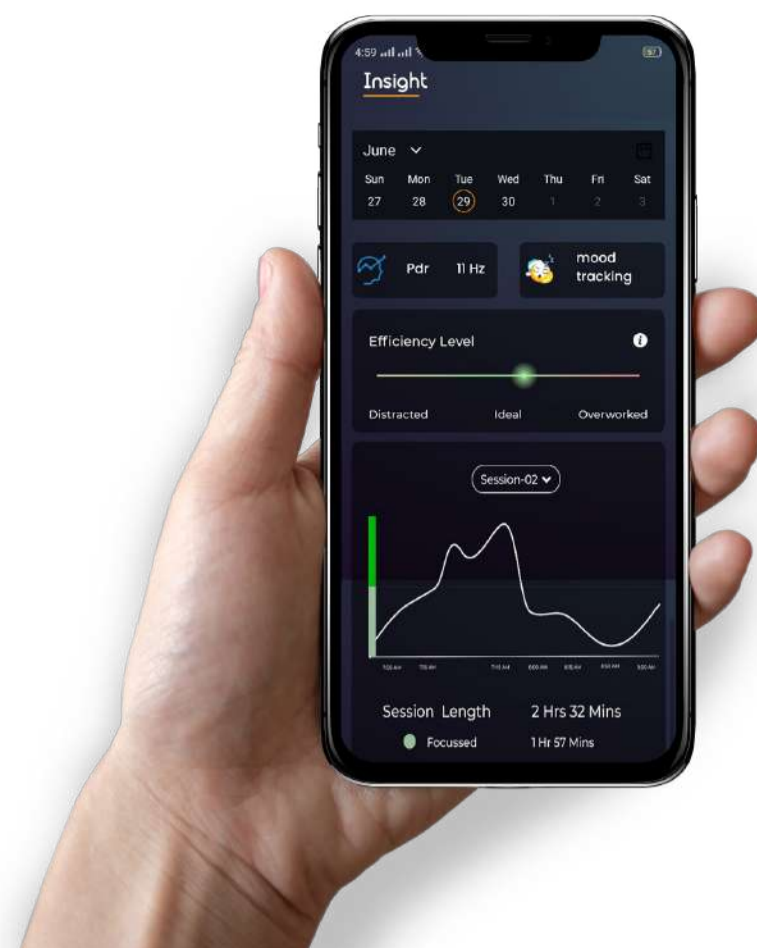 4:59
Insight
June
Sun Mon Tue Wed Thu Fri Sat
27 28 29 30 1 2 3
Pdr 11 Hz
mood
tracking
Efficiency Level
Distracted Ideal Overworked
Session-02
Session Length 2 Hrs 32 Mins
Focussed 1 Hr 57 Mins